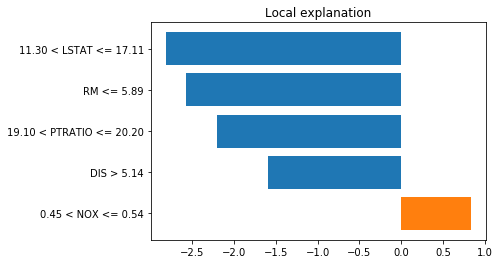 Local explanation
11.30 < LSTAT <= 17.11
RM <= 5.89
19.10 < PTRATIO <= 20.20
DIS > 5.14
0.45 < NOX <= 0.54
−2.5 −2.0 −1.5 −1.0 −0.5 0.0 0.5 1.0